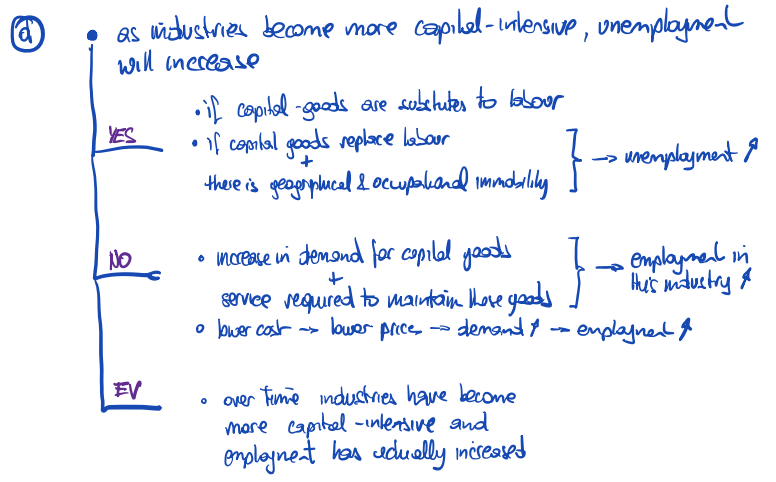 d
• as industries become more capital-intensive, unemployment
will increase
YES
• if capital-goods are substutes to labour
• if capital goods replace labour
+
there is geographical & occupational immobility
} → unemployment ↗
NO
• increase in demand for capital goods
+
service required to maintain these goods
} → employment in
this industry ↗
• lower cost → lower price → demand ↗ → employment ↗
EV
• over time industries have become
more capital-intensive and
employment has actually increased